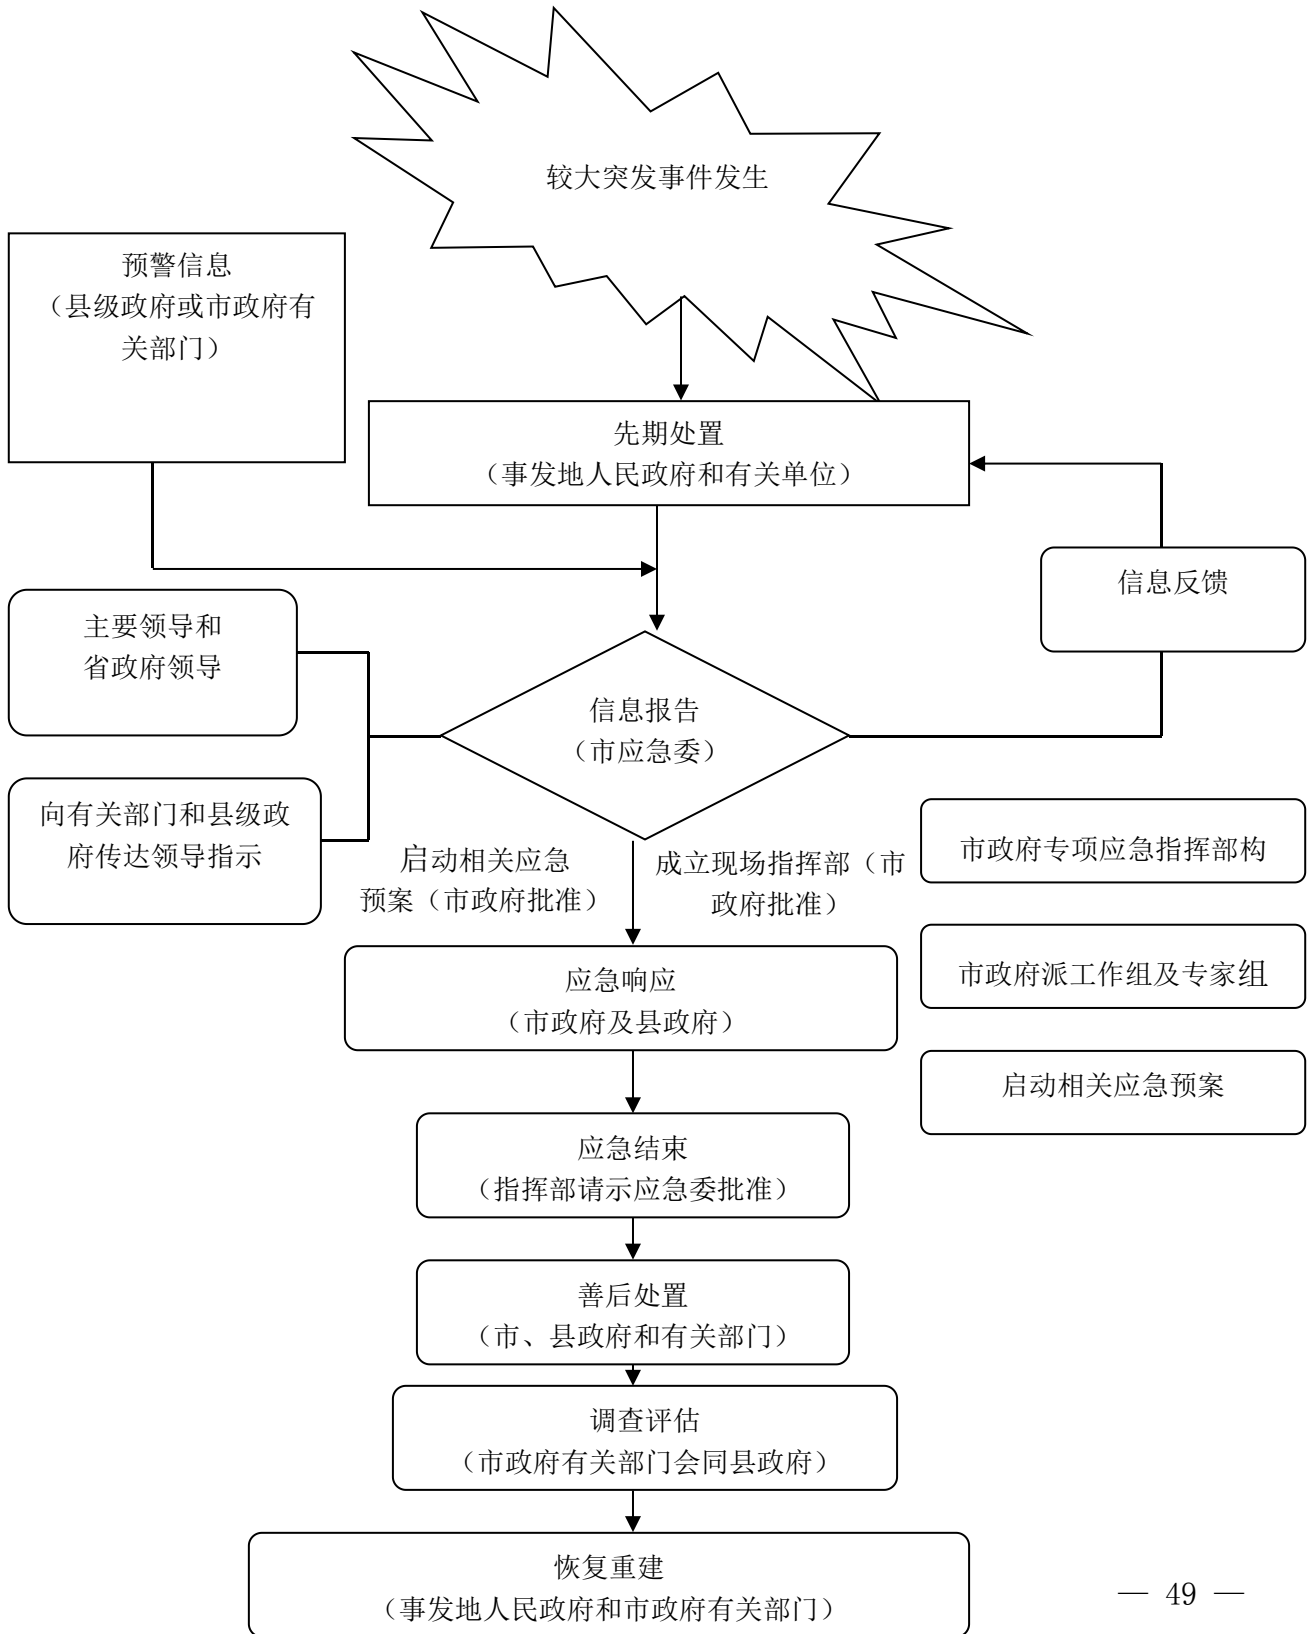 较大突发事件发生
预警信息
（县级政府或市政府有
关部门）
先期处置
（事发地人民政府和有关单位）
信息反馈
主要领导和
省政府领导
信息报告
（市应急委）
向有关部门和县级政
府传达领导指示
启动相关应急
预案（市政府批准）
成立现场指挥部（市
政府批准）
市政府专项应急指挥部构
市政府派工作组及专家组
启动相关应急预案
应急响应
（市政府及县政府）
应急结束
（指挥部请示应急委批准）
善后处置
（市、县政府和有关部门）
调查评估
（市政府有关部门会同县政府）
恢复重建
（事发地人民政府和市政府有关部门）
— 49 —